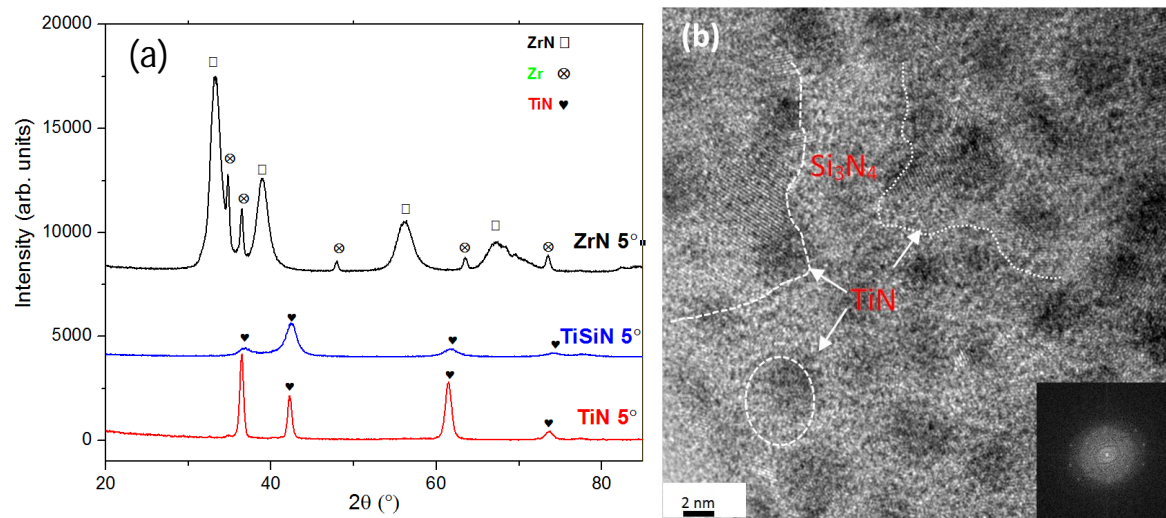 (a)
20000
15000
10000
5000
0
Intensity (arb. units)
ZrN □
Zr ⊗
TiN ♥
ZrN 5°
TiSiN 5°
TiN 5°
20 40 60 80
2θ (°)
(b)
Si₃N₄
TiN
2 nm